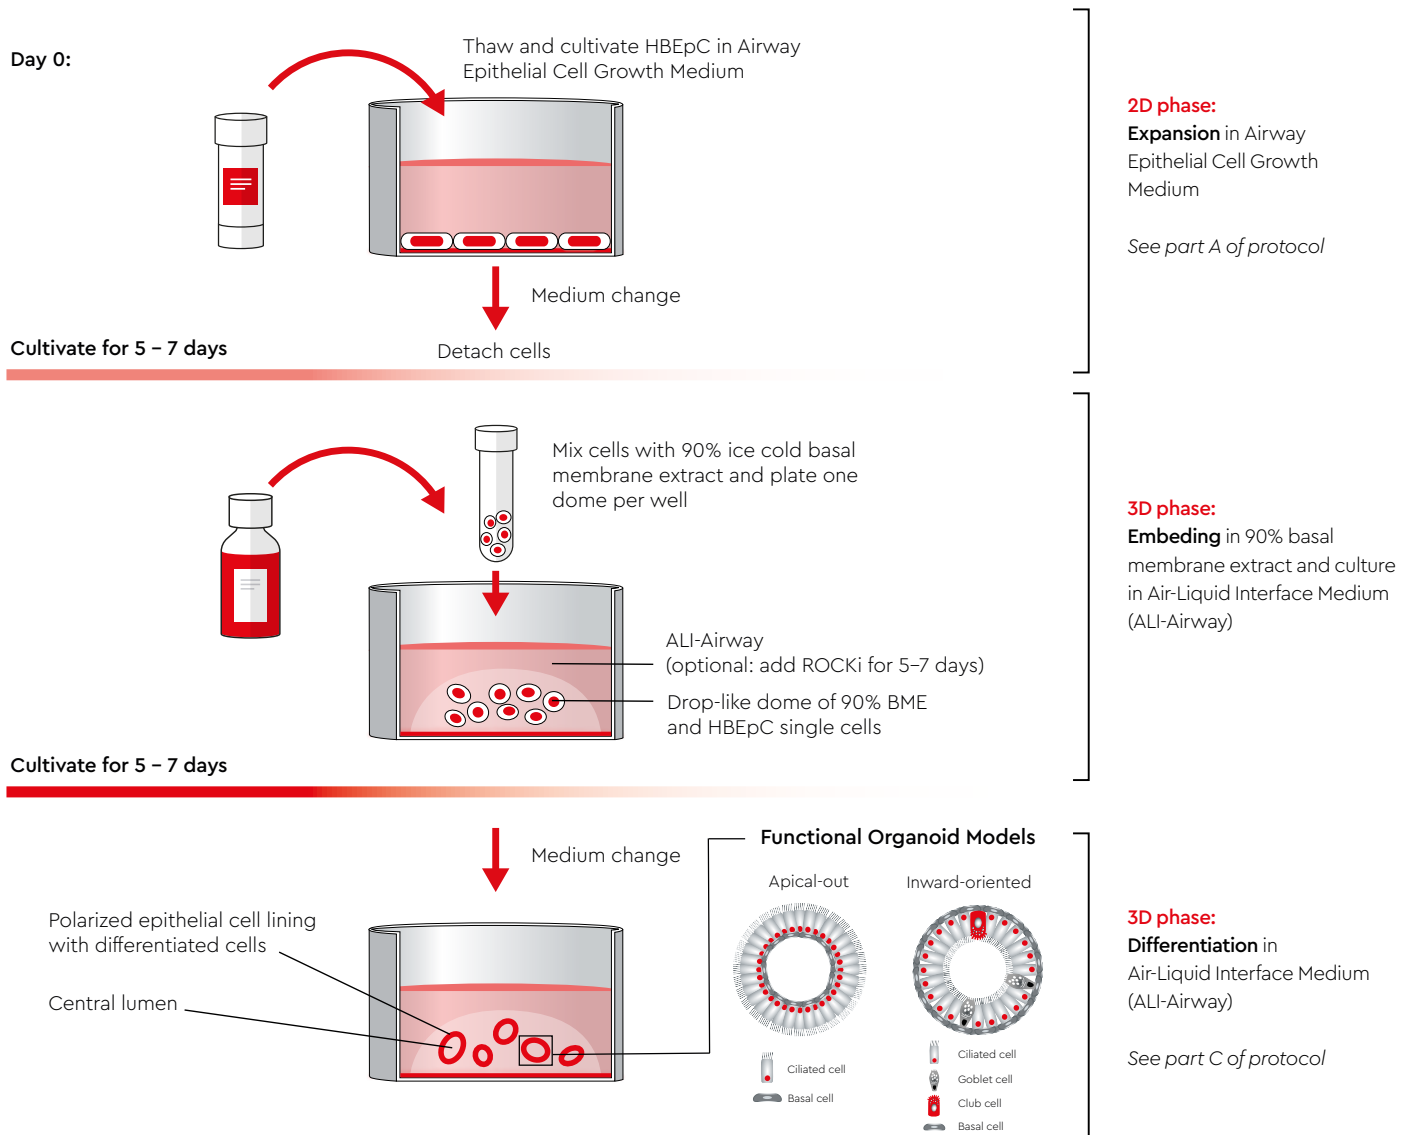 Day 0:
Thaw and cultivate HBEpC in Airway
Epithelial Cell Growth Medium
2D phase:
Expansion in Airway
Epithelial Cell Growth
Medium
See part A of protocol
Medium change
Cultivate for 5 – 7 days
Detach cells
Mix cells with 90% ice cold basal
membrane extract and plate one
dome per well
3D phase:
Embeding in 90% basal
membrane extract and culture
in Air-Liquid Interface Medium
(ALI-Airway)
ALI-Airway
(optional: add ROCKi for 5–7 days)
Drop-like dome of 90% BME
and HBEpC single cells
Cultivate for 5 – 7 days
Medium change
Functional Organoid Models
Apical-out
Inward-oriented
Polarized epithelial cell lining
with differentiated cells
Central lumen
Ciliated cell
Basal cell
Ciliated cell
Goblet cell
Club cell
Basal cell
3D phase:
Differentiation in
Air-Liquid Interface Medium
(ALI-Airway)
See part C of protocol